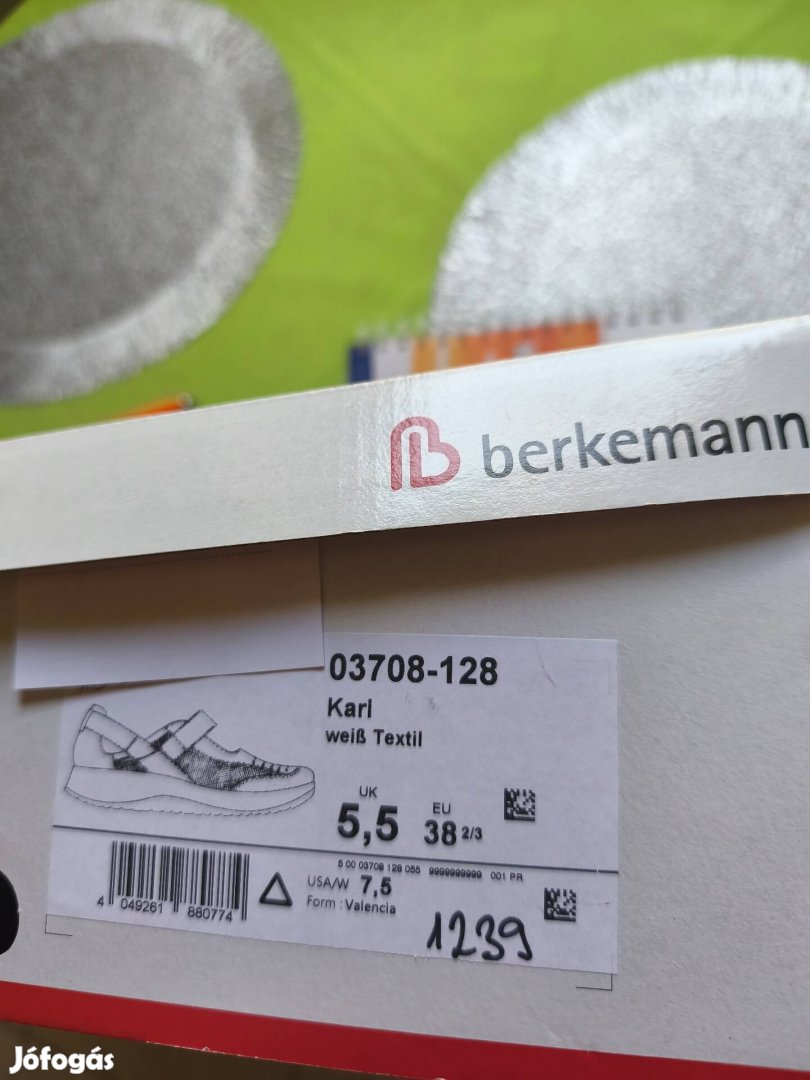 berkemann
03708-128
Kari
weiß Textil
UK
5,5
EU
38 2/3
5 00 03708 128 055 9999999999 001 PR
USA/W 7,5
Form : Valencia
4 049261 880774
1239
Jófogás